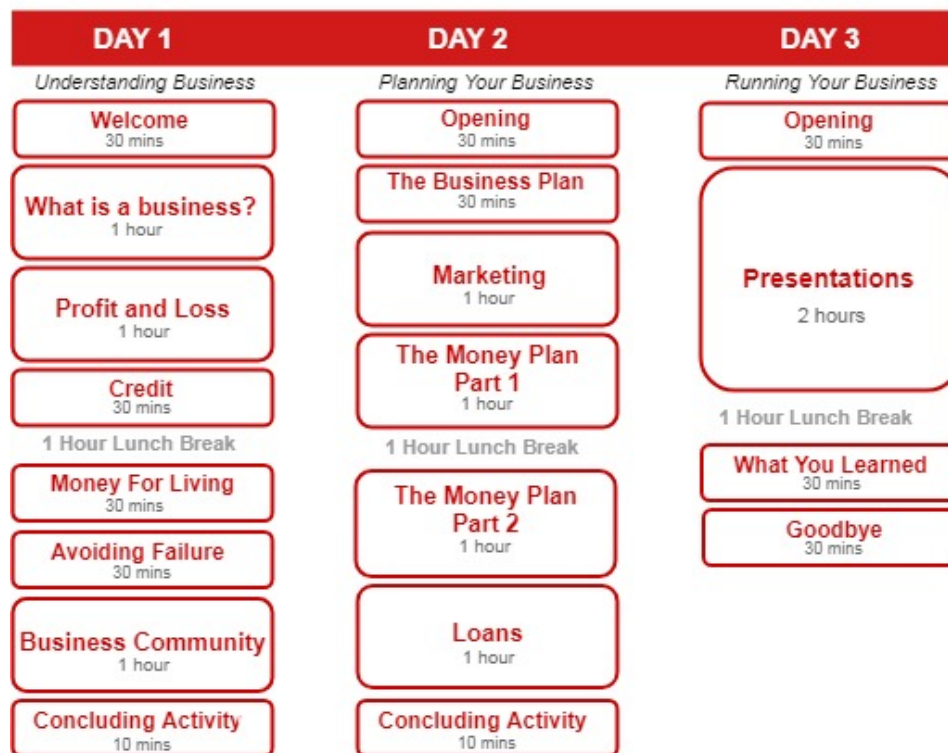 DAY 1
Understanding Business
Welcome
30 mins
What is a business?
1 hour
Profit and Loss
1 hour
Credit
30 mins
1 Hour Lunch Break
Money For Living
30 mins
Avoiding Failure
30 mins
Business Community
1 hour
Concluding Activity
10 mins
DAY 2
Planning Your Business
Opening
30 mins
The Business Plan
30 mins
Marketing
1 hour
The Money Plan
Part 1
1 hour
1 Hour Lunch Break
The Money Plan
Part 2
1 hour
Loans
1 hour
Concluding Activity
10 mins
DAY 3
Running Your Business
Opening
30 mins
Presentations
2 hours
1 Hour Lunch Break
What You Learned
30 mins
Goodbye
30 mins